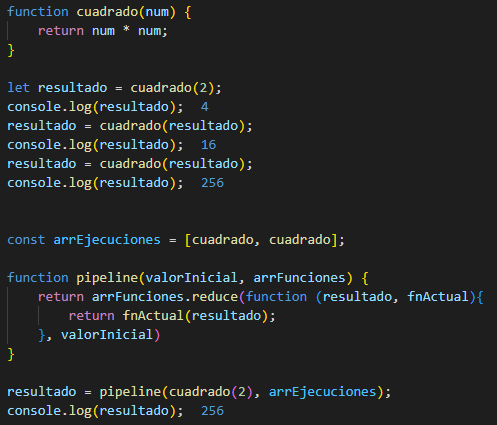 function cuadrado(num) {
    return num * num;
}

let resultado = cuadrado(2);
console.log(resultado);  4
resultado = cuadrado(resultado);
console.log(resultado);  16
resultado = cuadrado(resultado);
console.log(resultado);  256


const arrEjecuciones = [cuadrado, cuadrado];

function pipeline(valorInicial, arrFunciones) {
    return arrFunciones.reduce(function (resultado, fnActual){
        return fnActual(resultado);
    }, valorInicial)
}

resultado = pipeline(cuadrado(2), arrEjecuciones);
console.log(resultado);  256